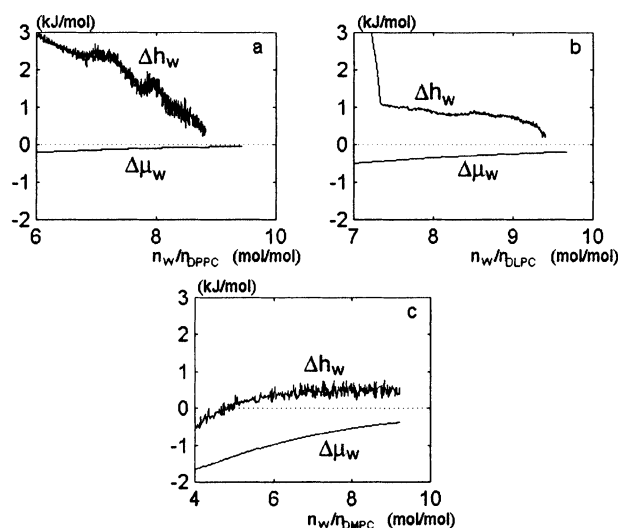 (kJ/mol)
3
2
1
0
-1
-2
a
Δhw
Δμw
6
8
10
nw/nDPPC (mol/mol)
(kJ/mol)
3
2
1
0
-1
-2
b
Δhw
Δμw
7
8
9
10
nw/nDLPC (mol/mol)
(kJ/mol)
3
2
1
0
-1
-2
c
Δhw
Δμw
4
6
8
10
nw/nDMPC (mol/mol)